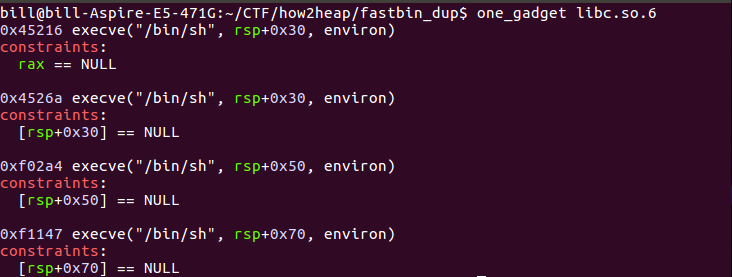 bill@bill-Aspire-E5-471G:~/CTF/how2heap/fastbin_dup$ one_gadget libc.so.6
0x45216 execve("/bin/sh", rsp+0x30, environ)
constraints:
  rax == NULL

0x4526a execve("/bin/sh", rsp+0x30, environ)
constraints:
  [rsp+0x30] == NULL

0xf02a4 execve("/bin/sh", rsp+0x50, environ)
constraints:
  [rsp+0x50] == NULL

0xf1147 execve("/bin/sh", rsp+0x70, environ)
constraints:
  [rsp+0x70] == NULL